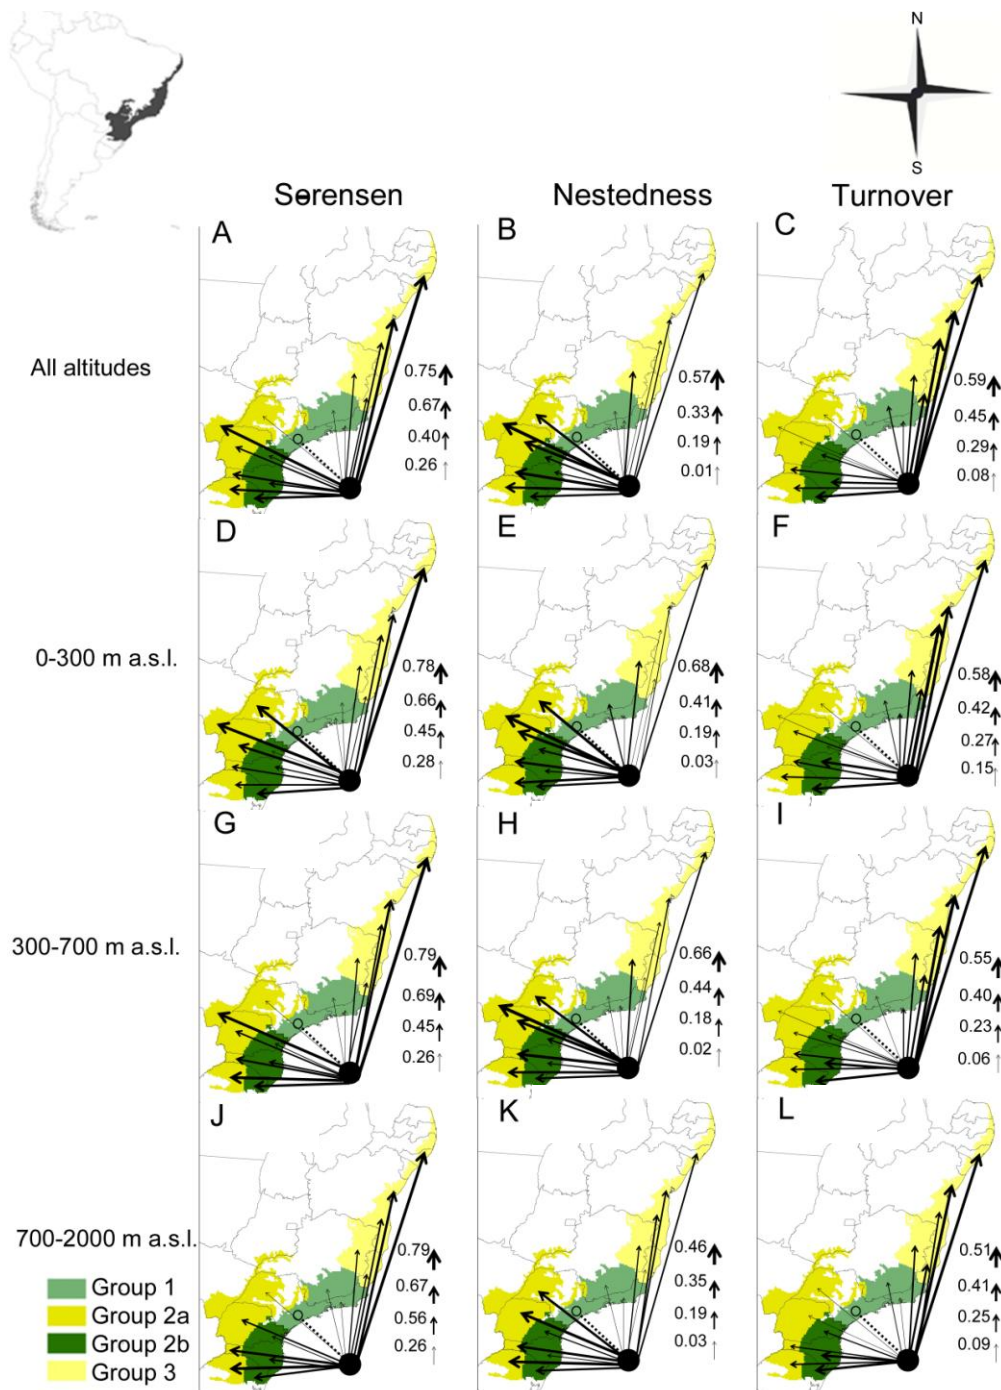 N
S
Sørensen Nestedness Turnover
A B C
All altitudes
0.75 0.57 0.59
0.67 0.33 0.45
0.40 0.19 0.29
0.26 0.01 0.08
D E F
0-300 m a.s.l.
0.78 0.68 0.58
0.66 0.41 0.42
0.45 0.19 0.27
0.28 0.03 0.15
G H I
300-700 m a.s.l.
0.79 0.66 0.55
0.69 0.44 0.40
0.45 0.18 0.23
0.26 0.02 0.06
J K L
700-2000 m a.s.l.
0.79 0.46 0.51
0.67 0.35 0.41
0.56 0.19 0.25
0.26 0.03 0.09
Group 1
Group 2a
Group 2b
Group 3